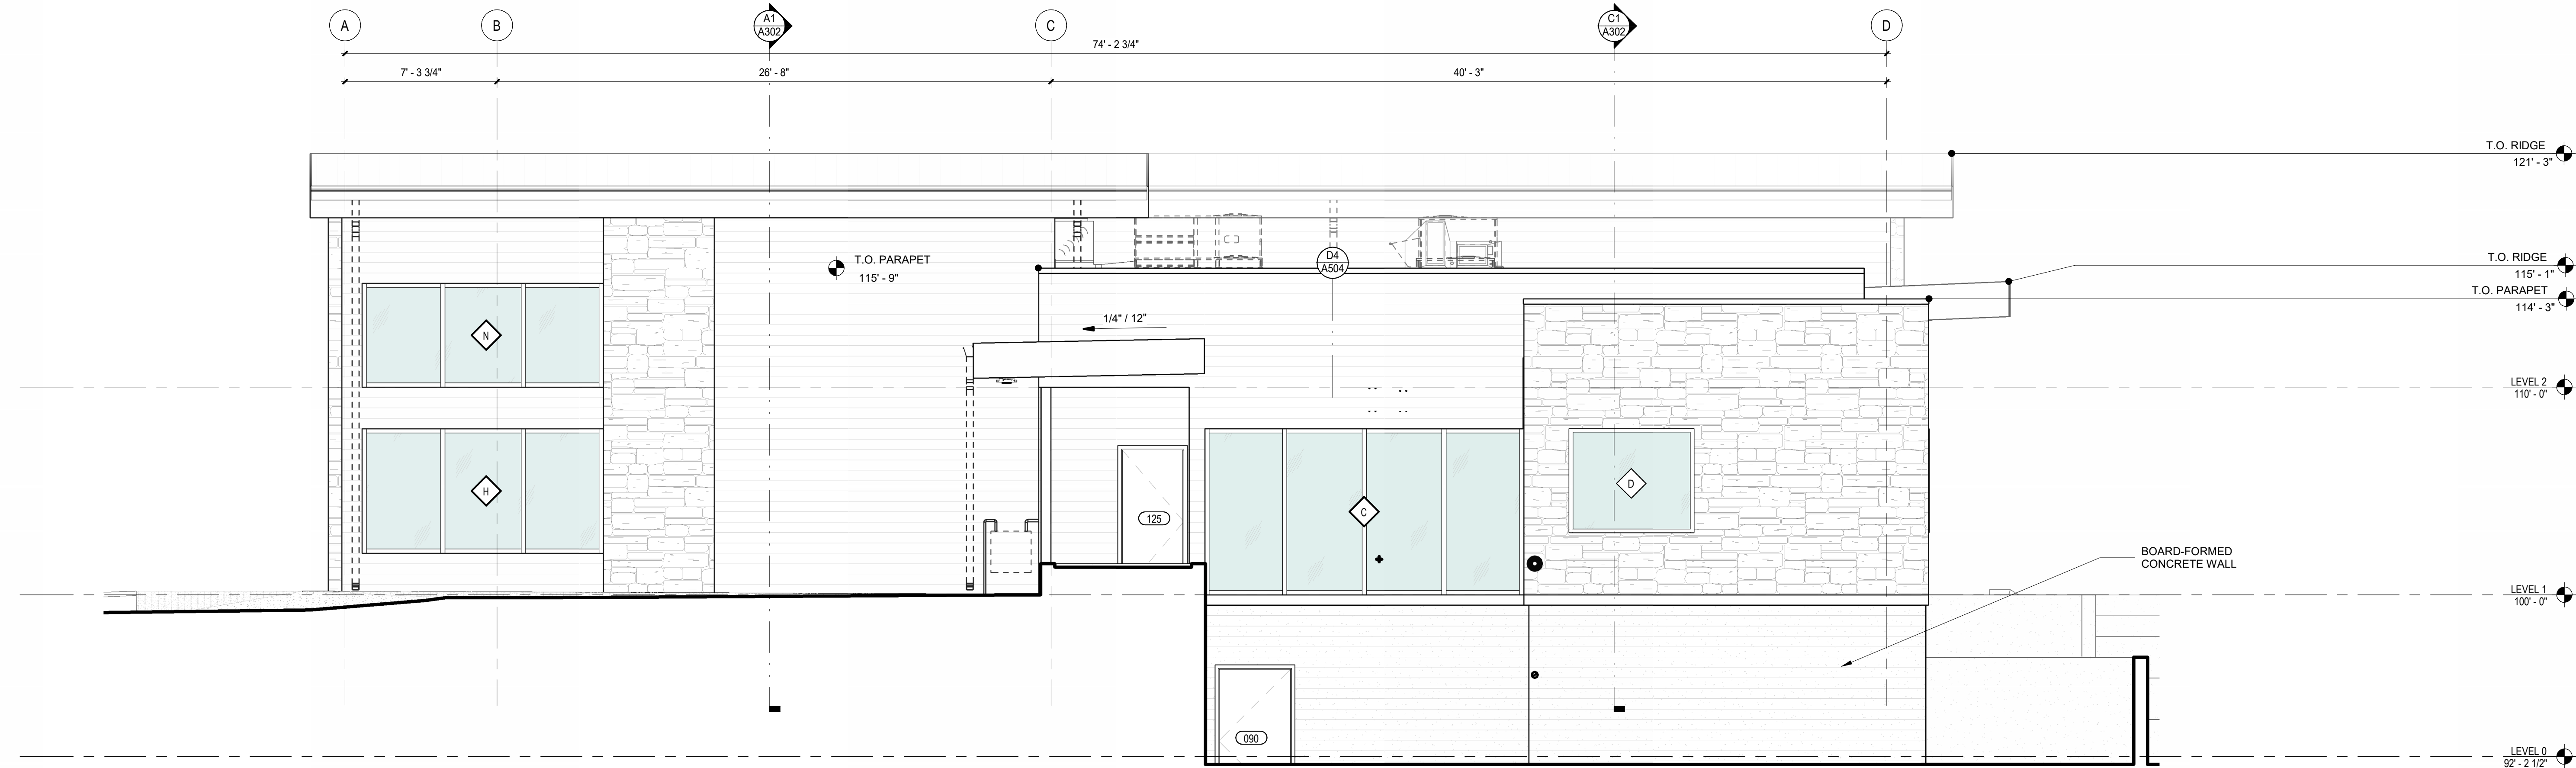 A
B
A1
A302
C
C1
A302
D
74' - 2 3/4"
7' - 3 3/4"
26' - 8"
40' - 3"
T.O. RIDGE
121' - 3"
T.O. PARAPET
115' - 9"
D4
A504
T.O. RIDGE
115' - 1"
T.O. PARAPET
114' - 3"
1/4" / 12"
N
LEVEL 2
110' - 0"
H
C
D
125
BOARD-FORMED
CONCRETE WALL
LEVEL 1
100' - 0"
090
LEVEL 0
92' - 2 1/2"